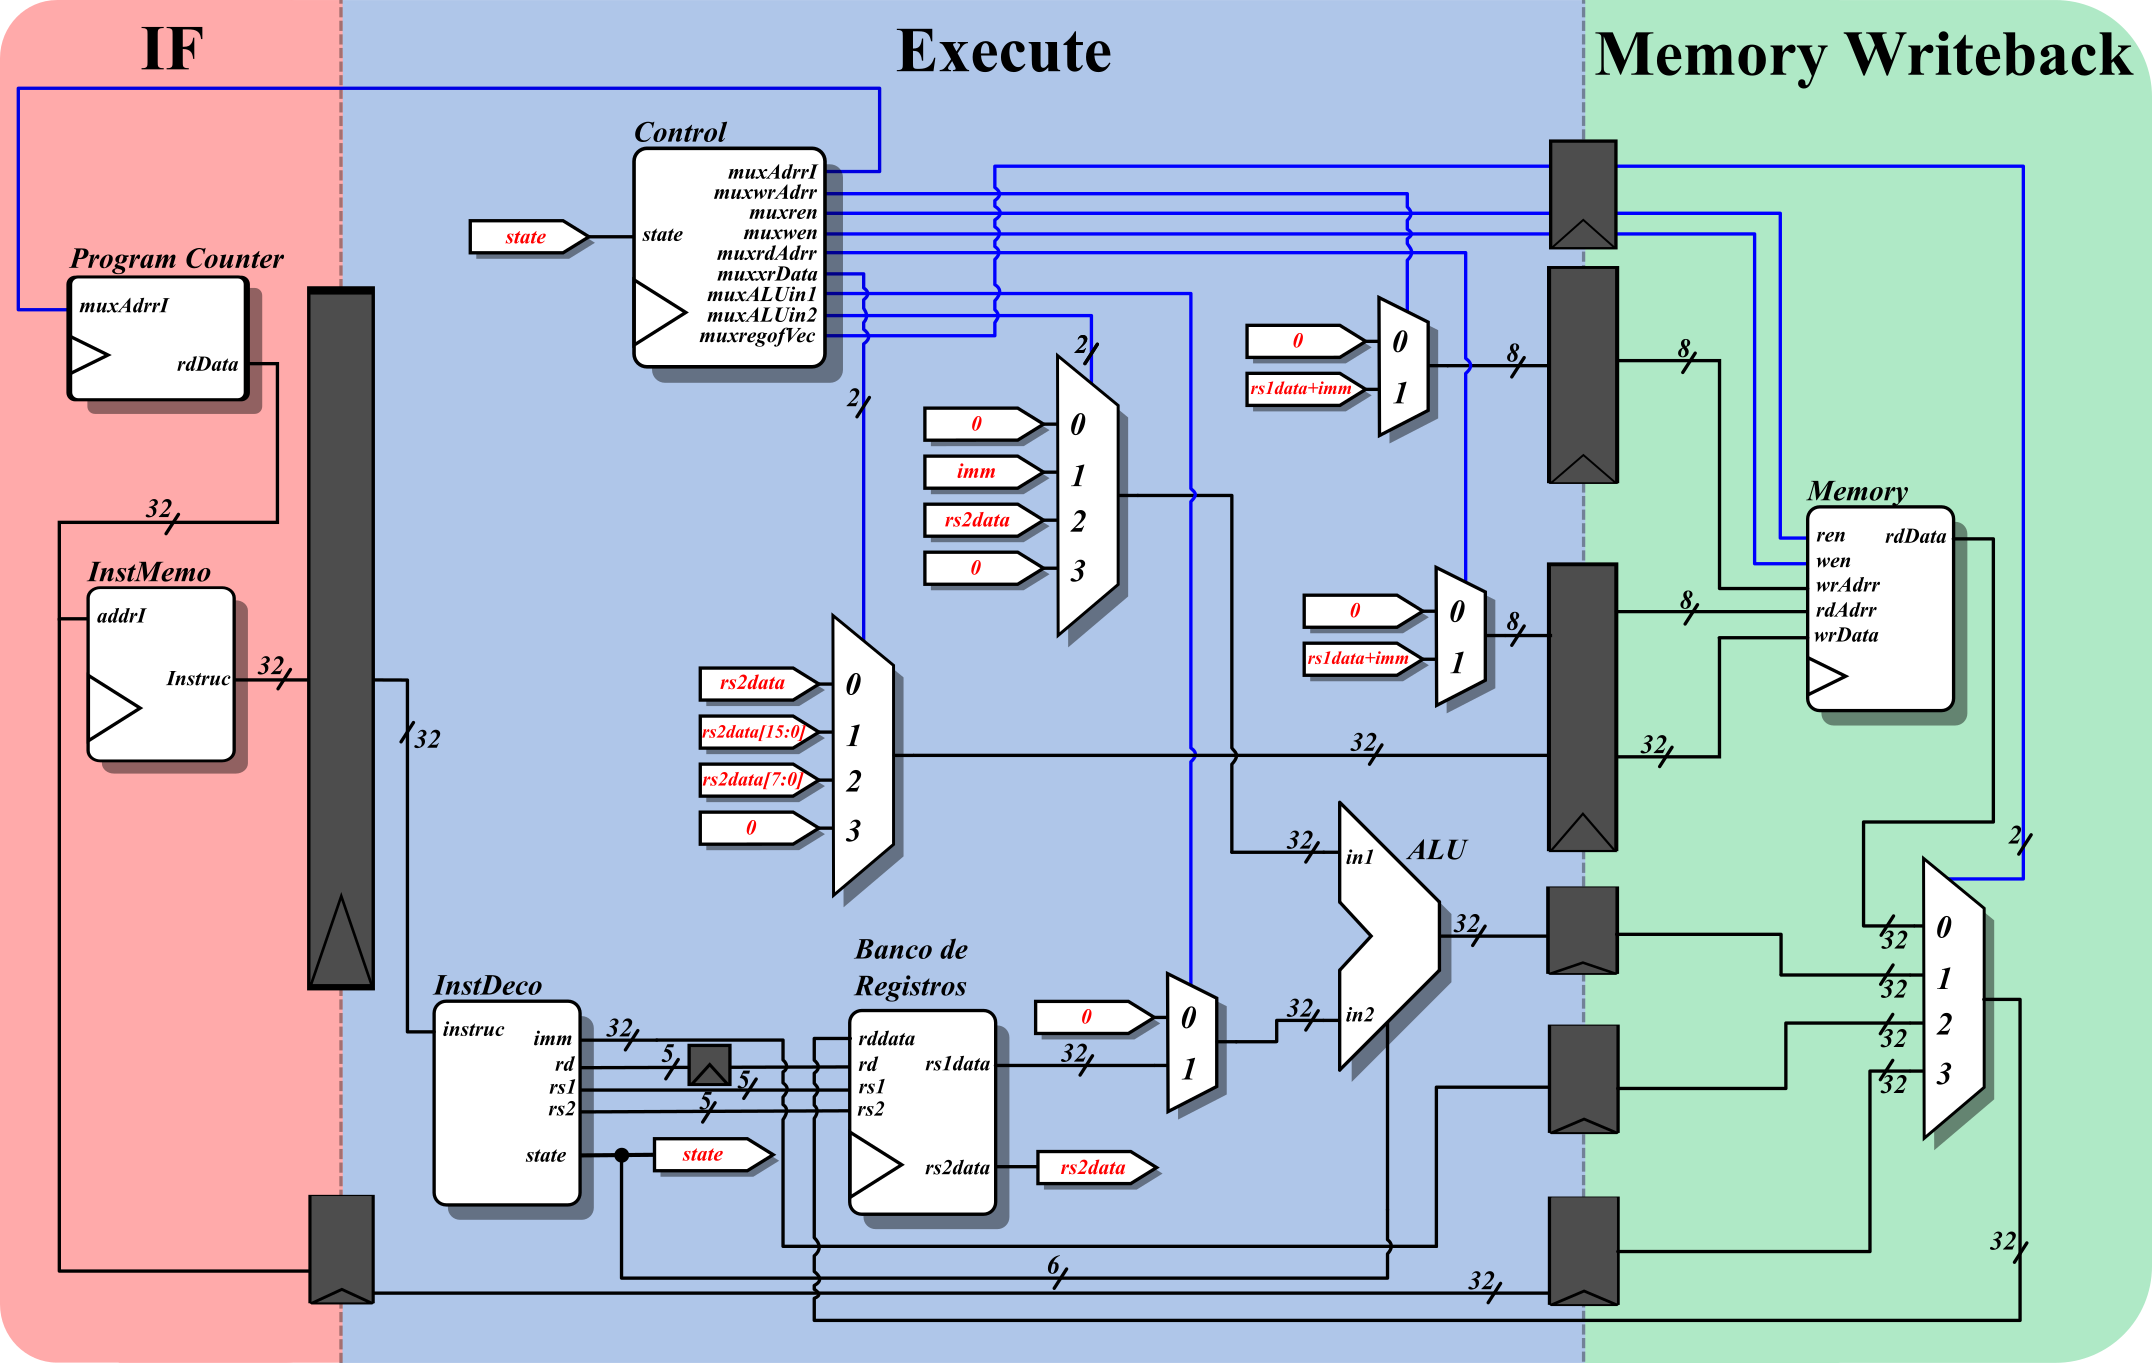 IF
Execute
Memory Writeback
Control
muxAdrrI
muxwrAdrr
muxren
muxwen
muxrdAdrr
muxxrData
muxALUin1
muxALUin2
muxregofVec
state
state
Program Counter
muxAdrrI
rdData
32
InstMemo
addrI
Instruc
32
32
2
2
0
imm
rs2data
0
0
1
2
3
rs2data
rs2data[15:0]
rs2data[7:0]
0
0
1
2
3
0
rs1data+imm
0
1
8
8
0
rs1data+imm
0
1
8
8
32
32
Memory
ren
wen
wrAdrr
rdAdrr
wrData
rdData
2
ALU
in1
in2
32
32
32
InstDeco
instruc
imm
rd
rs1
rs2
state
32
5
5
5
state
Banco de
Registros
rddata
rd
rs1
rs2
rs1data
rs2data
32
rs2data
0
0
1
32
32
32
32
0
1
2
3
6
32
32